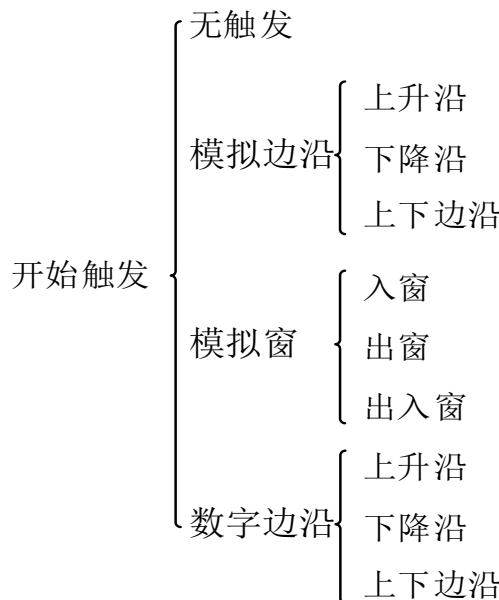 开始触发
无触发
模拟边沿
上升沿
下降沿
上下边沿
模拟窗
入窗
出窗
出入窗
数字边沿
上升沿
下降沿
上下边沿